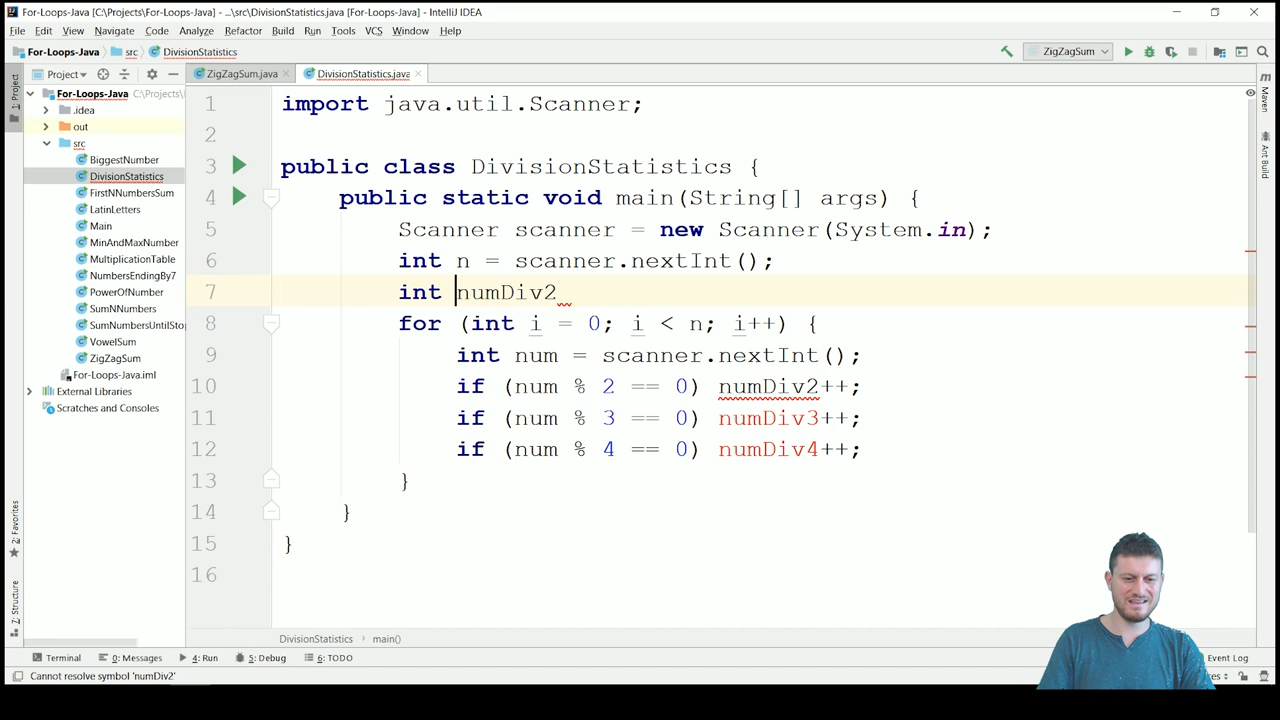 For-Loops-Java [C:\Projects\For-Loops-Java] - ...\src\DivisionStatistics.java [For-Loops-Java] - IntelliJ IDEA
File Edit View Navigate Code Analyze Refactor Build Run Tools VCS Window Help
For-Loops-Java src DivisionStatistics ZigZagSum
1: Project
Project ZigZagSum.java DivisionStatistics.java
For-Loops-Java C:\Projects\
.idea
out
src
BiggestNumber
DivisionStatistics
FirstNNumbersSum
LatinLetters
Main
MinAndMaxNumber
MultiplicationTable
NumbersEndingBy7
PowerOfNumber
SumNNumbers
SumNumbersUntilSto
VowelSum
ZigZagSum
For-Loops-Java.iml
External Libraries
Scratches and Consoles
1 import java.util.Scanner;
2
3 public class DivisionStatistics {
4 public static void main(String[] args) {
5 Scanner scanner = new Scanner(System.in);
6 int n = scanner.nextInt();
7 int numDiv2
8 for (int i = 0; i < n; i++) {
9 int num = scanner.nextInt();
10 if (num % 2 == 0) numDiv2++;
11 if (num % 3 == 0) numDiv3++;
12 if (num % 4 == 0) numDiv4++;
13 }
14 }
15 }
16
Maven
Ant Build
2: Favorites
7: Structure
DivisionStatistics main()
Terminal 0: Messages 4: Run 5: Debug 6: TODO Event Log
Cannot resolve symbol 'numDiv2'